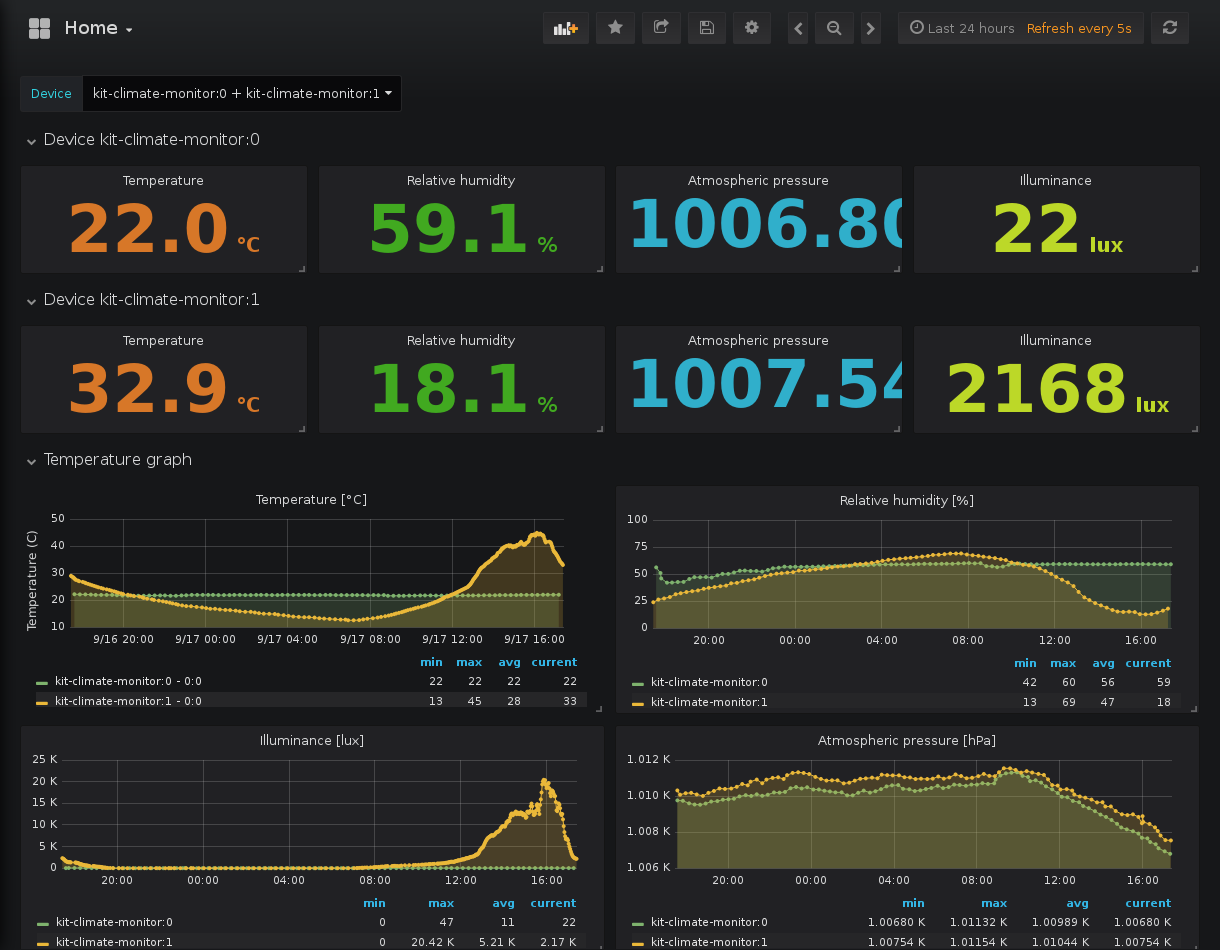 Home
Last 24 hours Refresh every 5s
Device kit-climate-monitor:0 + kit-climate-monitor:1
Device kit-climate-monitor:0
Temperature Relative humidity Atmospheric pressure Illuminance
22.0 °C 59.1 % 1006.80 22 lux
Device kit-climate-monitor:1
Temperature Relative humidity Atmospheric pressure Illuminance
32.9 °C 18.1 % 1007.54 2168 lux
Temperature graph
Temperature [°C]
Temperature (C)
50
40
30
20
10
9/16 20:00 9/17 00:00 9/17 04:00 9/17 08:00 9/17 12:00 9/17 16:00
min max avg current
kit-climate-monitor:0 - 0:0 22 22 22 22
kit-climate-monitor:1 - 0:0 13 45 28 33
Relative humidity [%]
100
75
50
25
0
20:00 00:00 04:00 08:00 12:00 16:00
min max avg current
kit-climate-monitor:0 42 60 56 59
kit-climate-monitor:1 13 69 47 18
Illuminance [lux]
25 K
20 K
15 K
10 K
5 K
0
20:00 00:00 04:00 08:00 12:00 16:00
min max avg current
kit-climate-monitor:0 0 47 11 22
kit-climate-monitor:1 0 20.42 K 5.21 K 2.17 K
Atmospheric pressure [hPa]
1.012 K
1.010 K
1.008 K
1.006 K
20:00 00:00 04:00 08:00 12:00 16:00
min max avg current
kit-climate-monitor:0 1.00680 K 1.01132 K 1.00989 K 1.00680 K
kit-climate-monitor:1 1.00754 K 1.01154 K 1.01044 K 1.00754 K